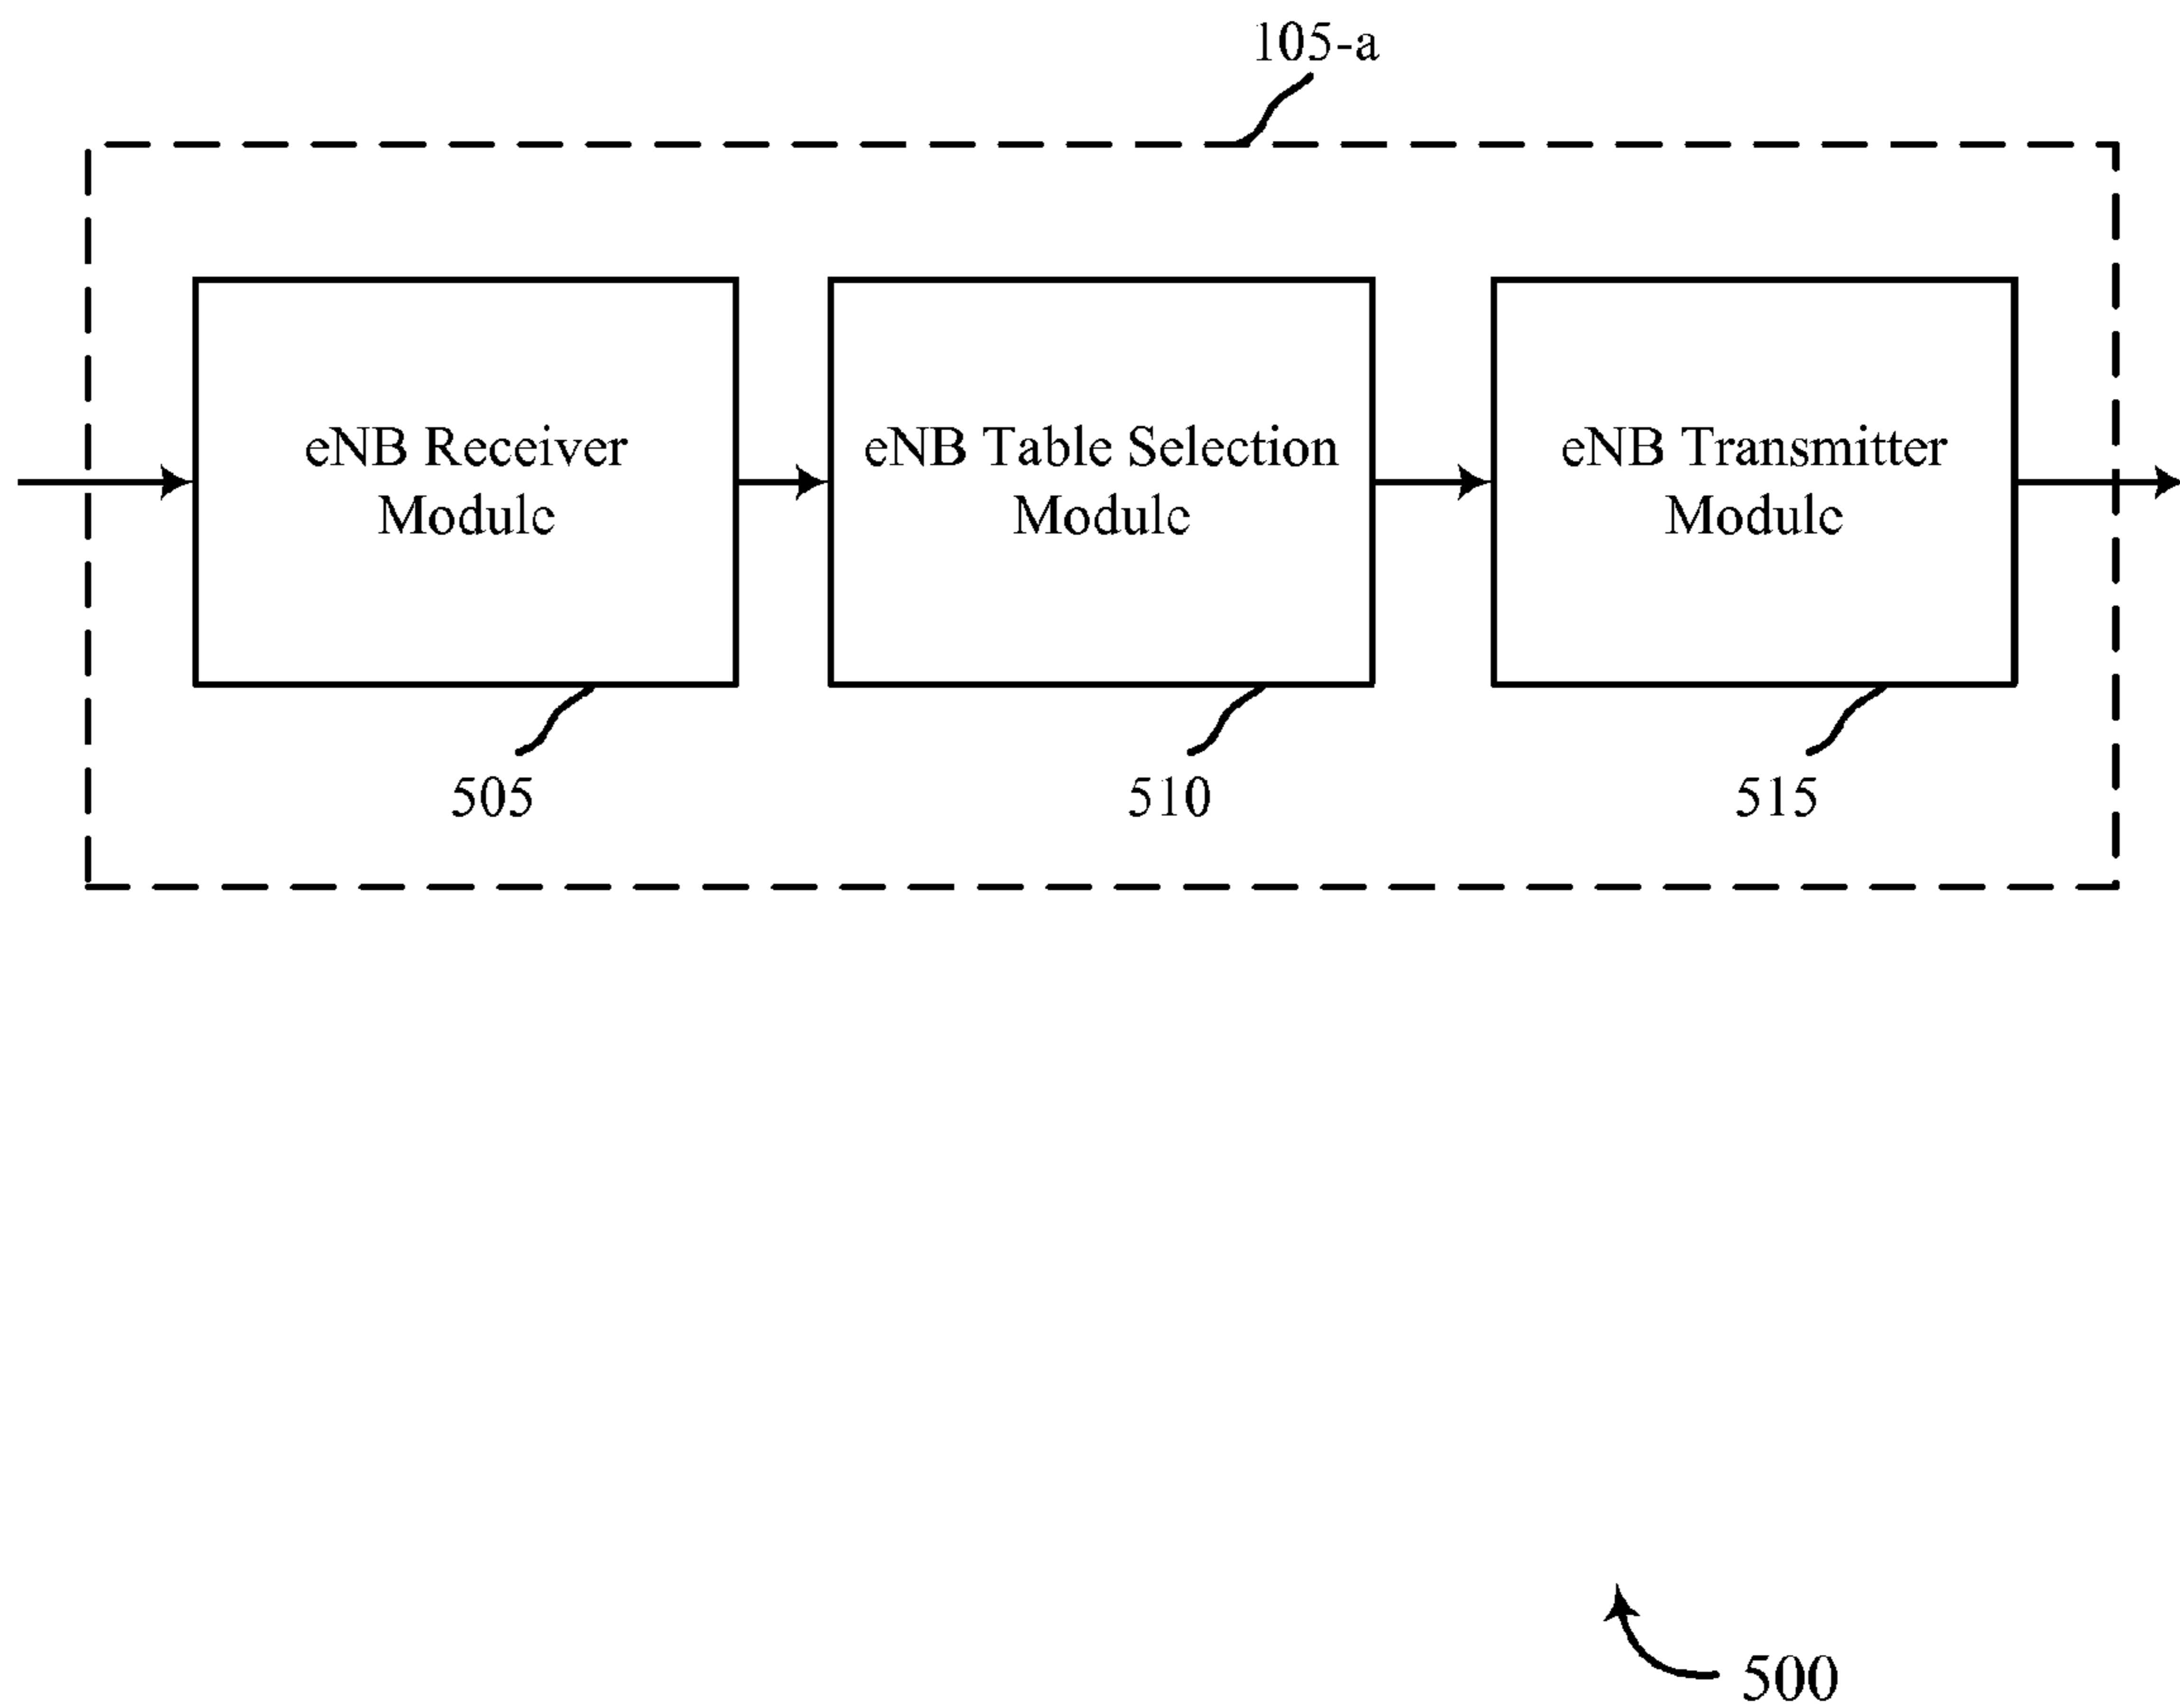 105-a
eNB Receiver
Module
eNB Table Selection
Module
eNB Transmitter
Module
505
510
515
500